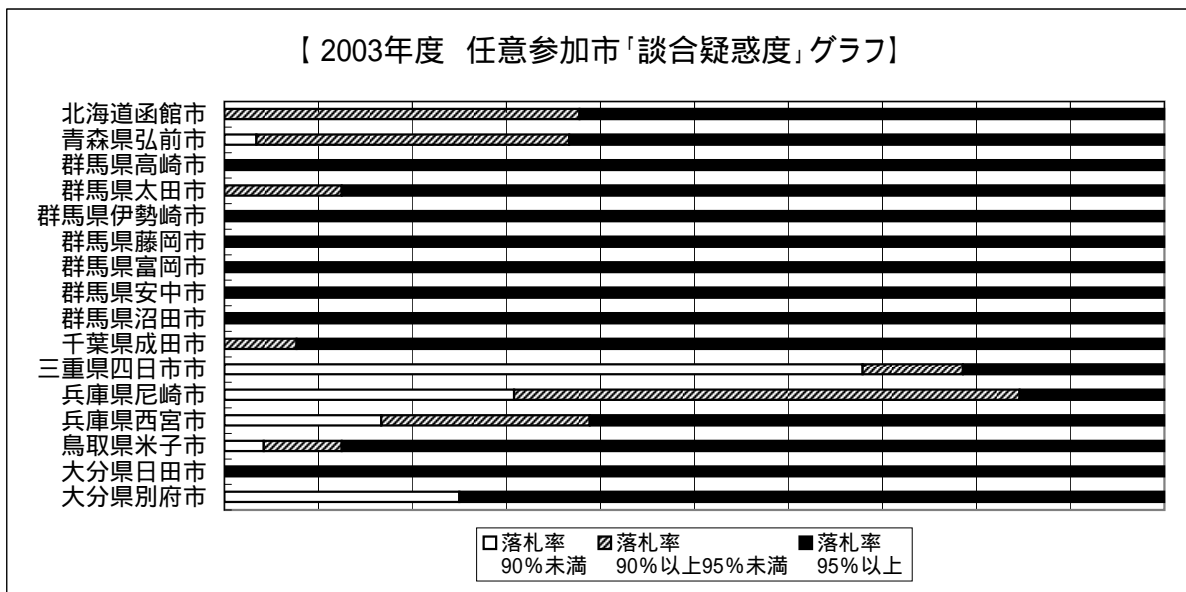 【 2003年度 任意参加市「談合疑惑度」グラフ】
北海道函館市
青森県弘前市
群馬県高崎市
群馬県太田市
群馬県伊勢崎市
群馬県藤岡市
群馬県富岡市
群馬県安中市
群馬県沼田市
千葉県成田市
三重県四日市市
兵庫県尼崎市
兵庫県西宮市
鳥取県米子市
大分県日田市
大分県別府市
落札率 落札率 落札率
90%未満 90%以上95%未満 95%以上